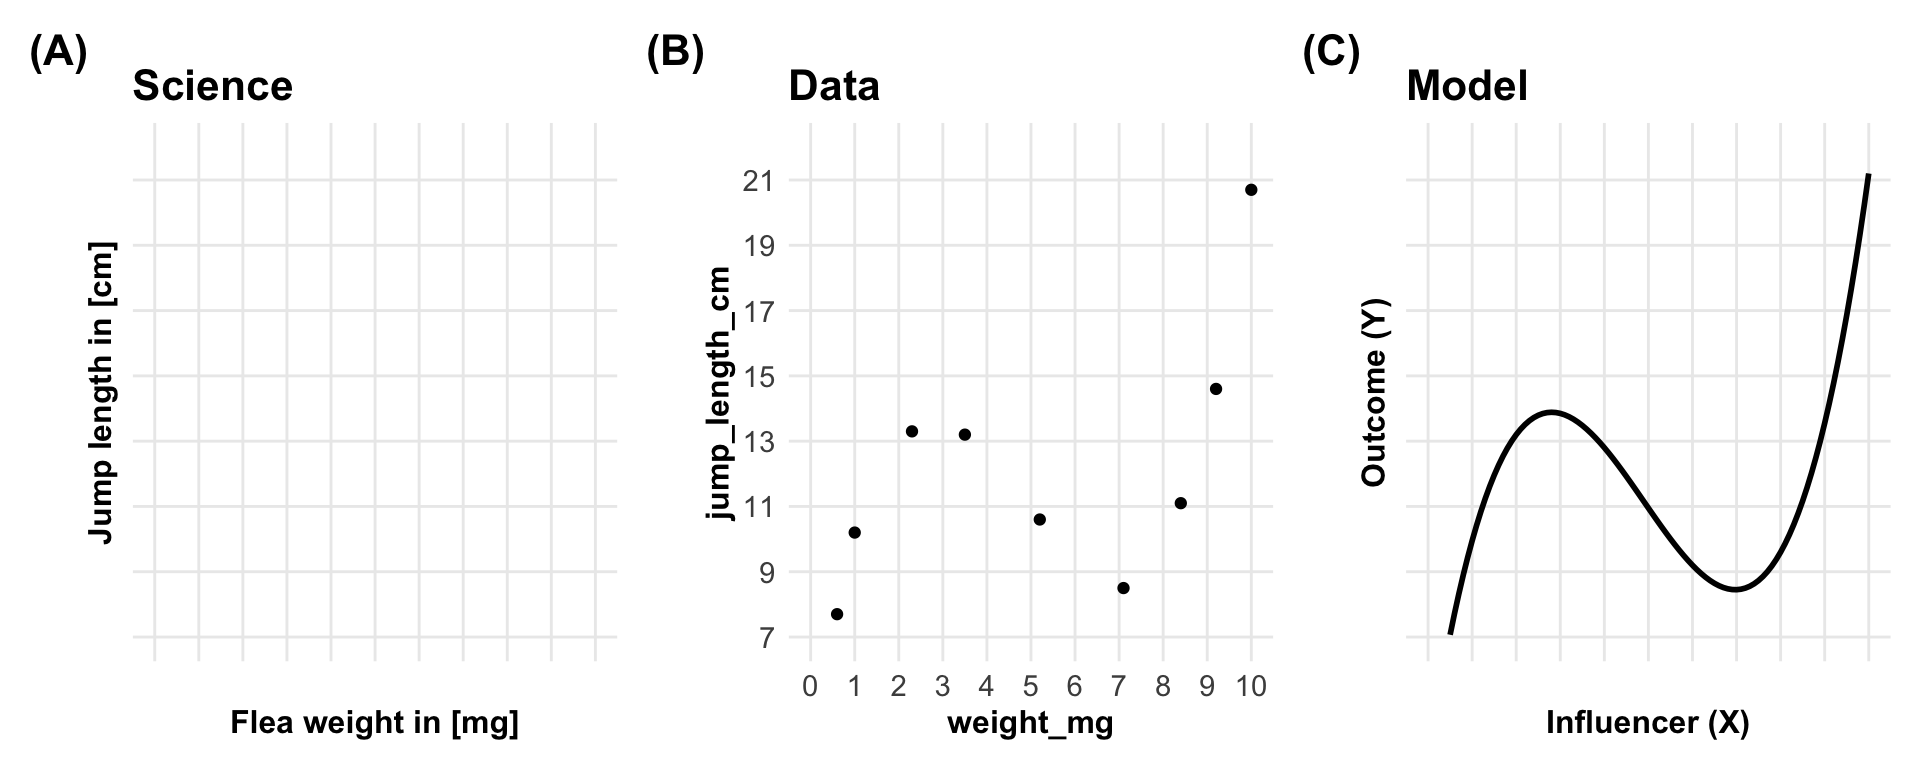 (A)
Science
Jump length in [cm]
Flea weight in [mg]
(B)
Data
jump_length_cm
21
19
17
15
13
11
9
7
0 1 2 3 4 5 6 7 8 9 10
weight_mg
(C)
Model
Outcome (Y)
Influencer (X)